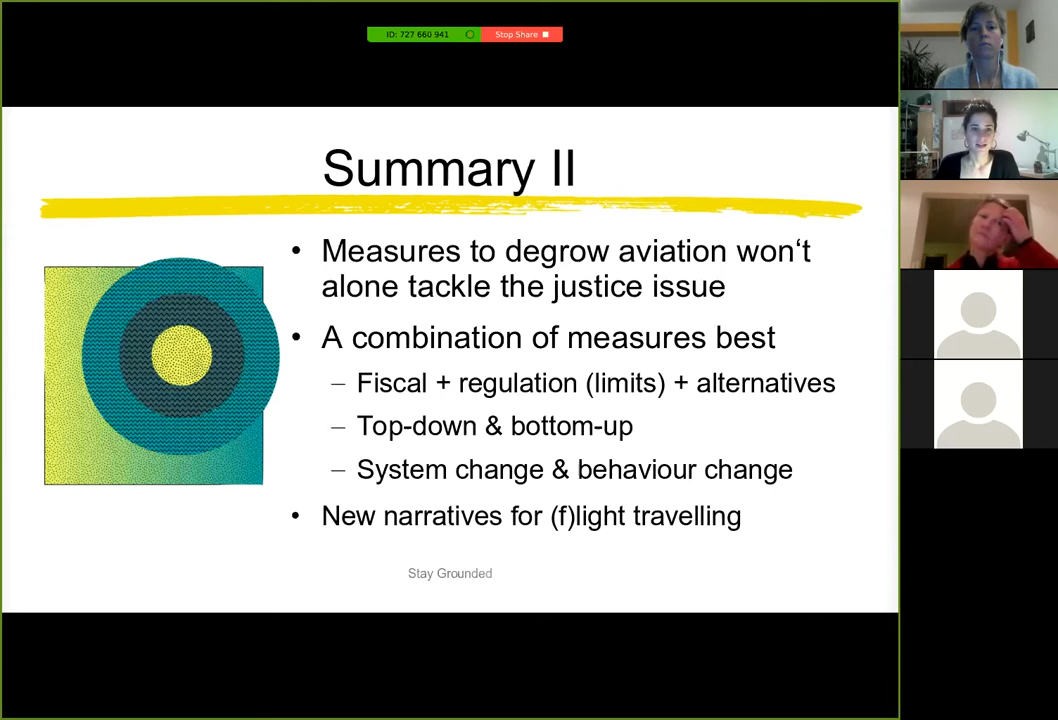 ID: 727 660 941
Stop Share
Summary II
• Measures to degrow aviation won‘t
alone tackle the justice issue
• A combination of measures best
– Fiscal + regulation (limits) + alternatives
– Top-down & bottom-up
– System change & behaviour change
• New narratives for (f)light travelling
Stay Grounded